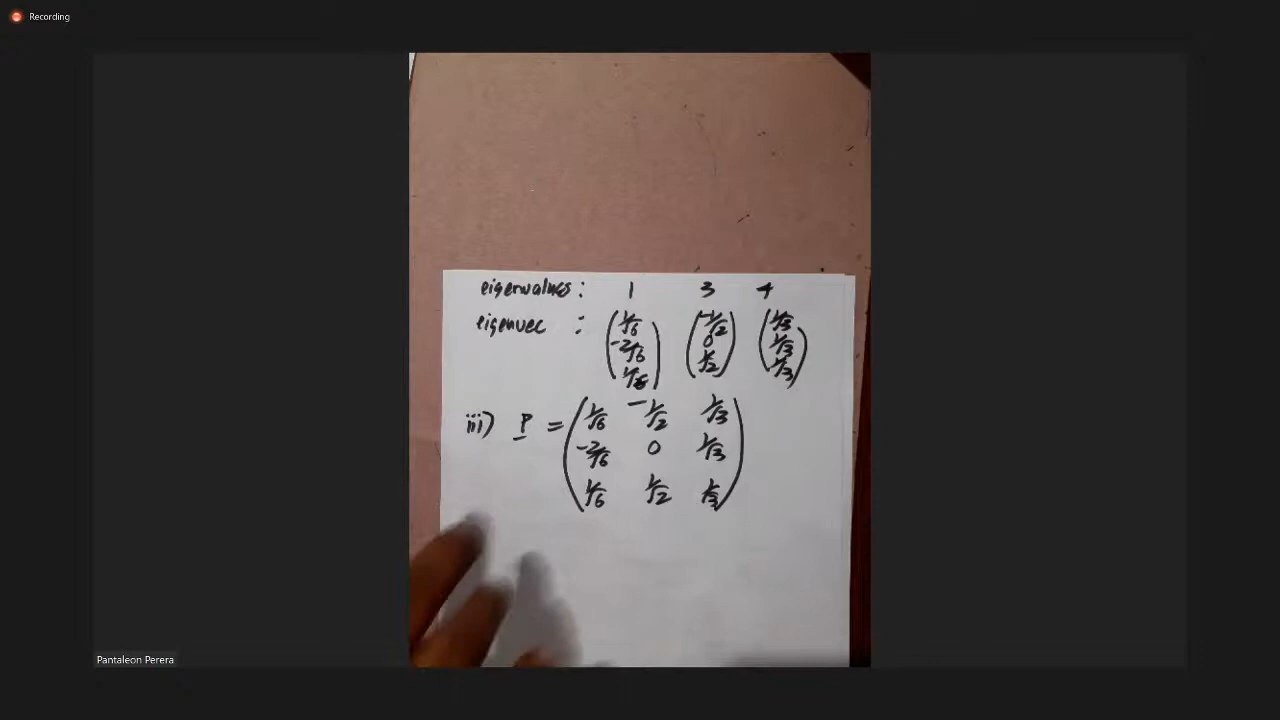 Recording
eigenvalues: 1 3 4
eigenvec : (1/√6 -2/√6 1/√6) (-1/√2 0 1/√2) (1/√3 1/√3 1/√3)
iii) P = (1/√6 -1/√2 1/√3
-2/√6 0 1/√3
1/√6 1/√2 1/√3)
Pantaleon Perera